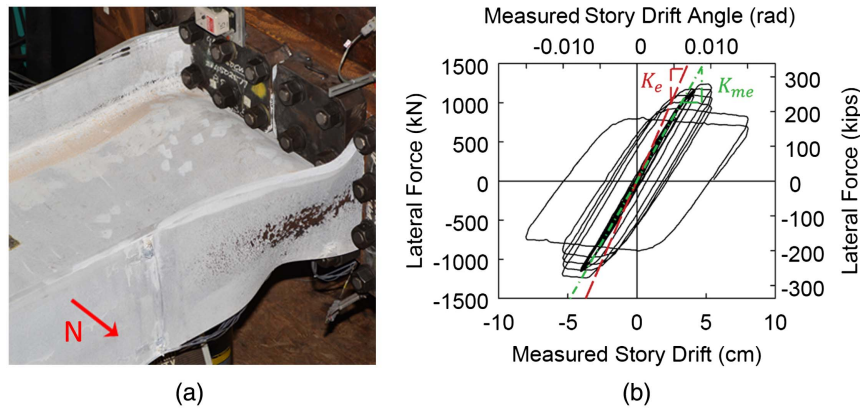 N
(a)
Measured Story Drift Angle (rad)
-0.010 0 0.010
1500
1000
500
0
-500
-1000
-1500
Lateral Force (kN)
K_e
K_me
300
200
100
0
-100
-200
-300
Lateral Force (kips)
-10 -5 0 5 10
Measured Story Drift (cm)
(b)